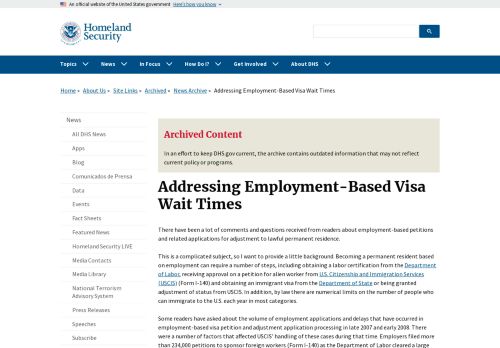 An official website of the United States government Here's how you know
Homeland
Security
Topics News In Focus How Do I? Get Involved About DHS
Home » About Us » Site Links » Archived » News Archive » Addressing Employment-Based Visa Wait Times
News
All DHS News
Apps
Blog
Comunicados de Prensa
Data
Events
Fact Sheets
Featured News
Homeland Security LIVE
Media Contacts
Media Library
National Terrorism
Advisory System
Press Releases
Speeches
Subscribe
Archived Content
In an effort to keep DHS.gov current, the archive contains outdated information that may not reflect
current policy or programs.
Addressing Employment-Based Visa
Wait Times
There have been a lot of comments and questions received from readers about employment-based petitions
and related applications for adjustment to lawful permanent residence.
This is a complicated subject, so I want to provide a little background. Becoming a permanent resident based
on employment can require a number of steps, including obtaining a labor certification from the Department
of Labor, receiving approval on a petition for alien worker from U.S. Citizenship and Immigration Services
(USCIS) (Form I-140) and obtaining an immigrant visa from the Department of State or being granted
adjustment of status from USCIS. In addition, by law there are numerical limits on the number of people who
can immigrate to the U.S. each year in most categories.
Some readers have asked about the volume of employment applications and delays that have occurred in
employment-based visa petition and adjustment application processing in late 2007 and early 2008. There
were a number of factors that affected USCIS' handling of these cases during that time. Employers filed more
than 234,000 petitions to sponsor foreign workers (Form I-140) as the Department of Labor cleared a large